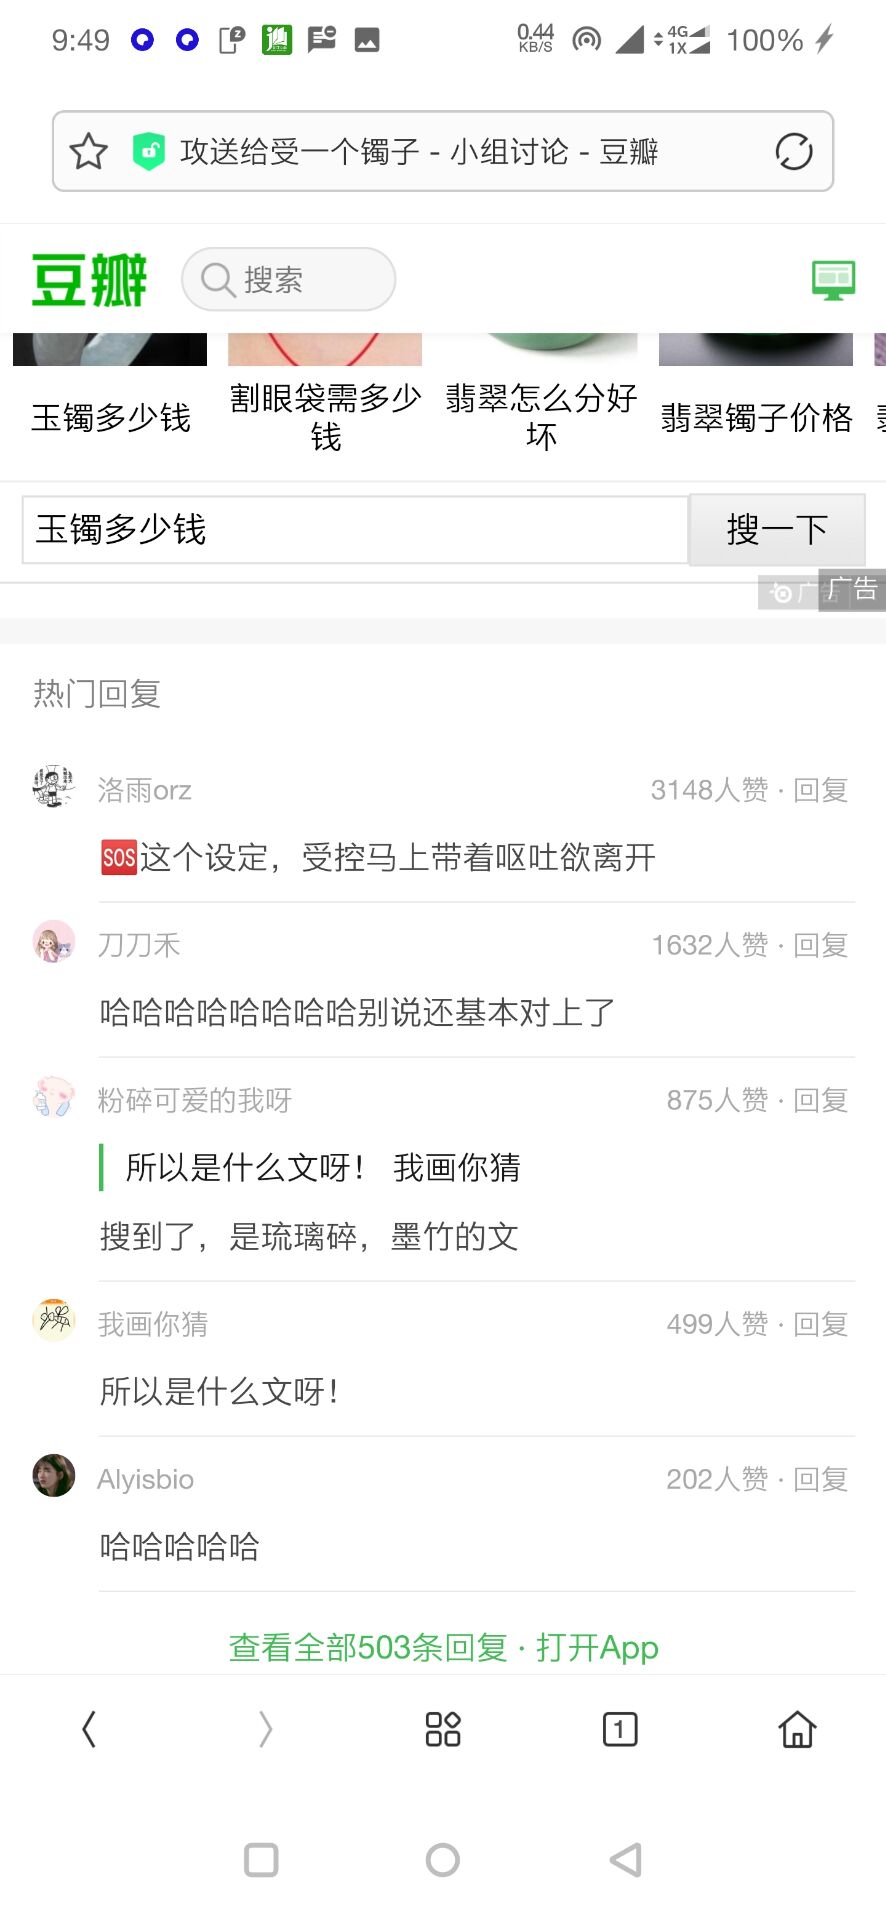 9:49
0.44
KB/S
4G
1X
100%
攻送给受一个镯子 - 小组讨论 - 豆瓣
豆瓣
搜索
玉镯多少钱
割眼袋需多少
钱
翡翠怎么分好
坏
翡翠镯子价格
玉镯多少钱
搜一下
广告
广告
热门回复
洛雨orz
3148人赞 · 回复
SOS这个设定，受控马上带着呕吐欲离开
刀刀禾
1632人赞 · 回复
哈哈哈哈哈哈哈哈别说还基本对上了
粉碎可爱的我呀
875人赞 · 回复
所以是什么文呀！ 我画你猜
搜到了，是琉璃碎，墨竹的文
我画你猜
499人赞 · 回复
所以是什么文呀！
Alyisbio
202人赞 · 回复
哈哈哈哈哈
查看全部503条回复 · 打开App
1